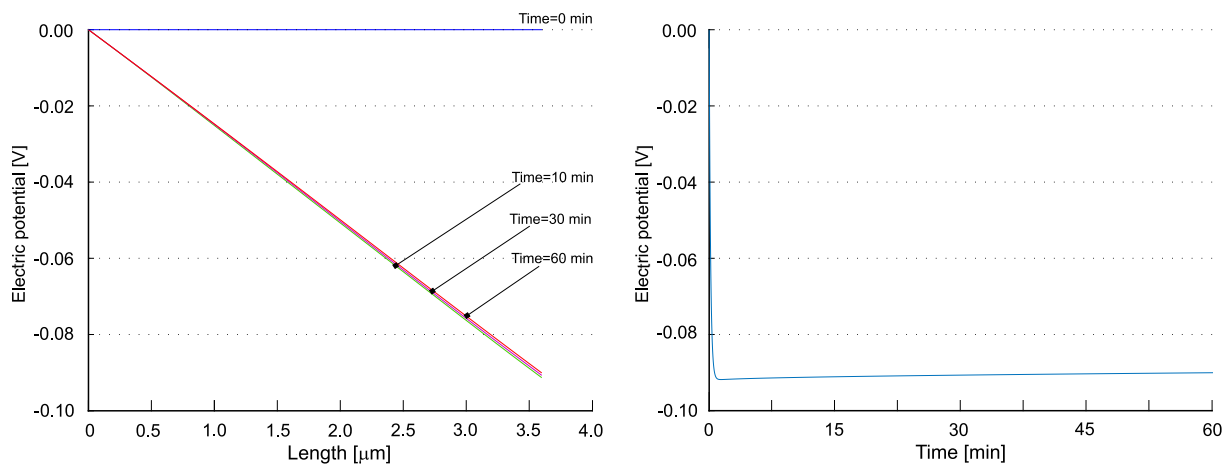 Time=0 min
0.00
-0.02
-0.04
-0.06
-0.08
-0.10
Electric potential [V]
Time=10 min
Time=30 min
Time=60 min
0 0.5 1.0 1.5 2.0 2.5 3.0 3.5 4.0
Length [μm]
0.00
-0.02
-0.04
-0.06
-0.08
-0.10
Electric potential [V]
0 15 30 45 60
Time [min]